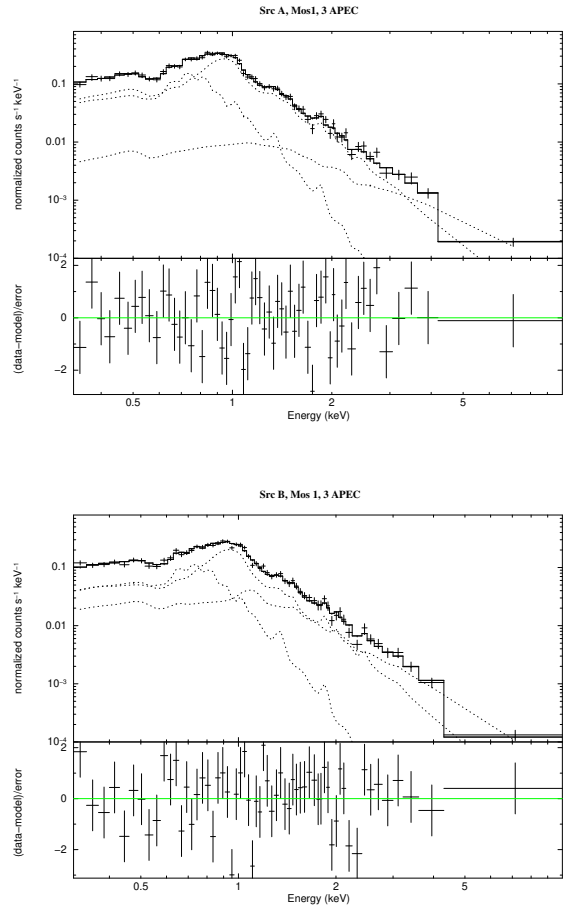 Src A, Mos1, 3 APEC
normalized counts s⁻¹ keV⁻¹
0.1
0.01
10⁻³
10⁻⁴
(data−model)/error
2
0
−2
0.5 1 2 5
Energy (keV)
Src B, Mos 1, 3 APEC
normalized counts s⁻¹ keV⁻¹
0.1
0.01
10⁻³
10⁻⁴
(data−model)/error
2
0
−2
0.5 1 2 5
Energy (keV)